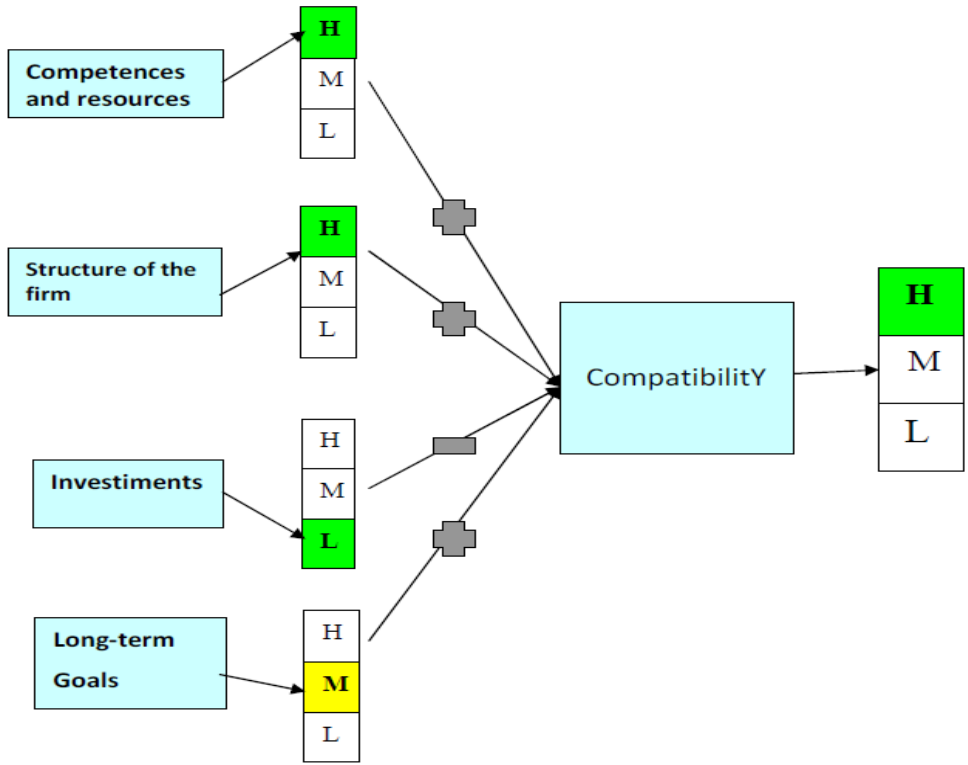 H
Competences
and resources
M
L
H
Structure of the
firm
M
L
H
Investiments
M
L
Long-term
Goals
H
M
L
CompatibilitY
H
M
L